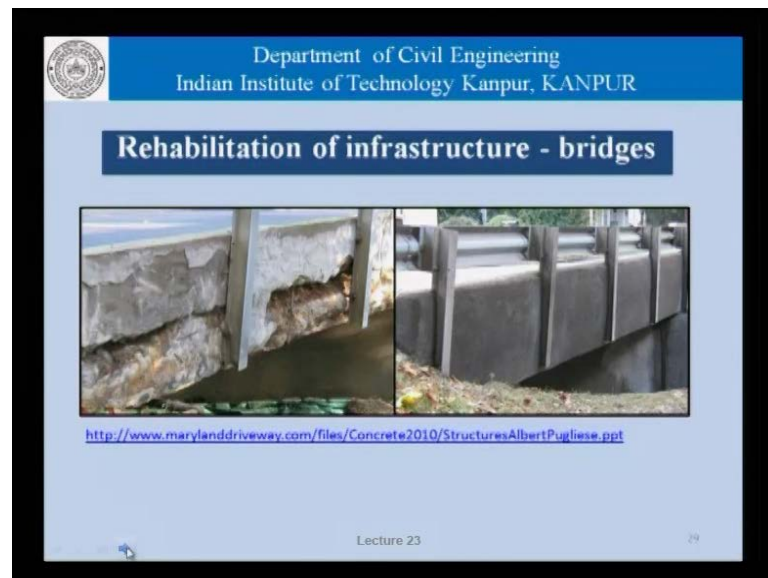 Department of Civil Engineering
Indian Institute of Technology Kanpur, KANPUR
Rehabilitation of infrastructure - bridges
http://www.marylanddriveway.com/files/Concrete2010/StructuresAlbertPugliese.ppt
Lecture 23
29